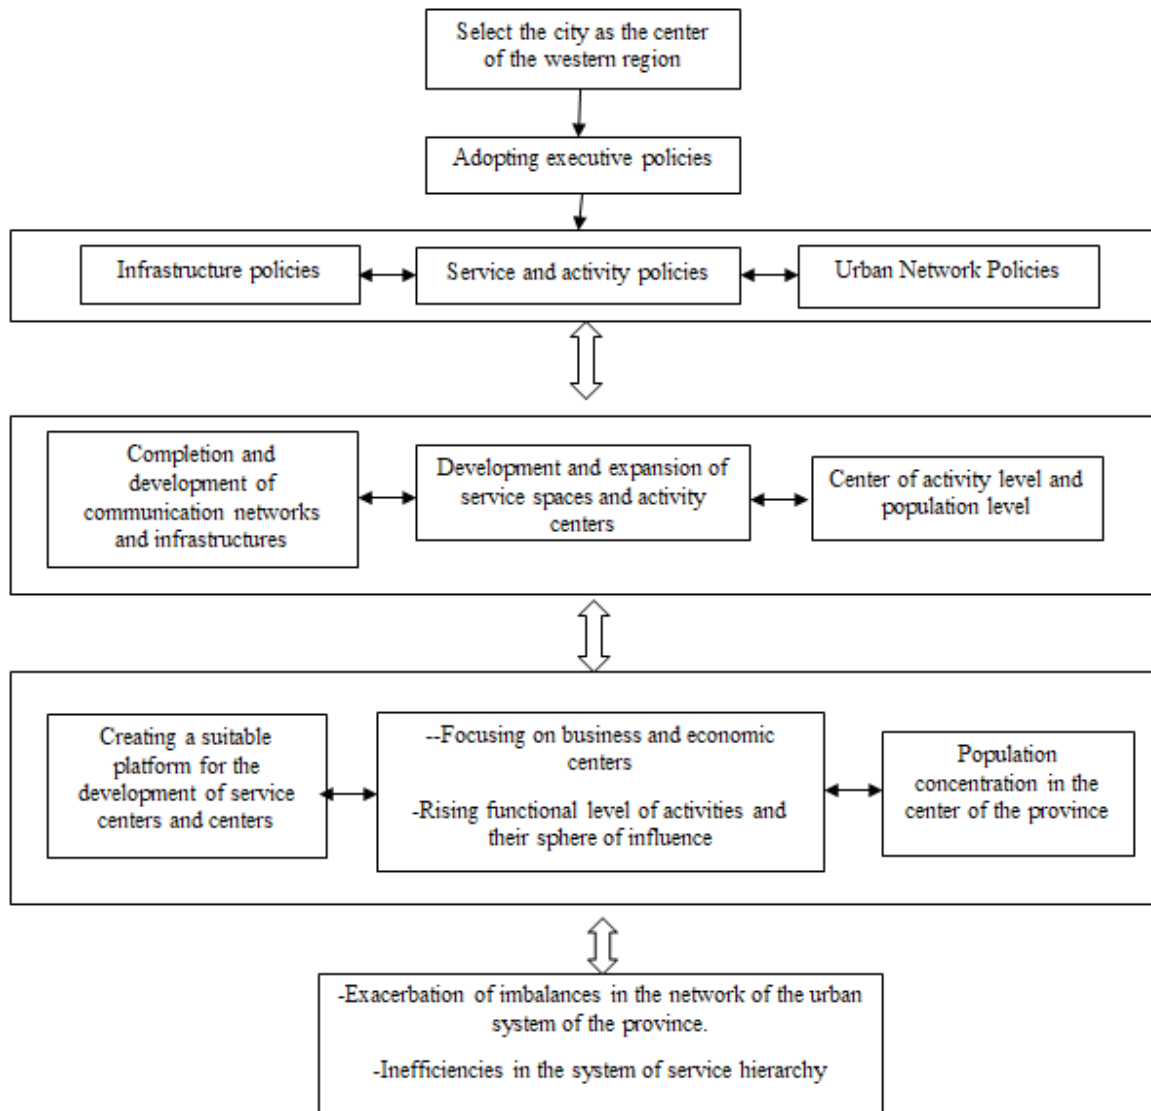 Select the city as the center
of the western region
Adopting executive policies
Infrastructure policies
Service and activity policies
Urban Network Policies
Completion and
development of
communication networks
and infrastructures
Development and expansion of
service spaces and activity
centers
Center of activity level and
population level
Creating a suitable
platform for the
development of service
centers and centers
--Focusing on business and economic
centers
-Rising functional level of activities and
their sphere of influence
Population
concentration in the
center of the province
-Exacerbation of imbalances in the network of the urban
system of the province.
-Inefficiencies in the system of service hierarchy